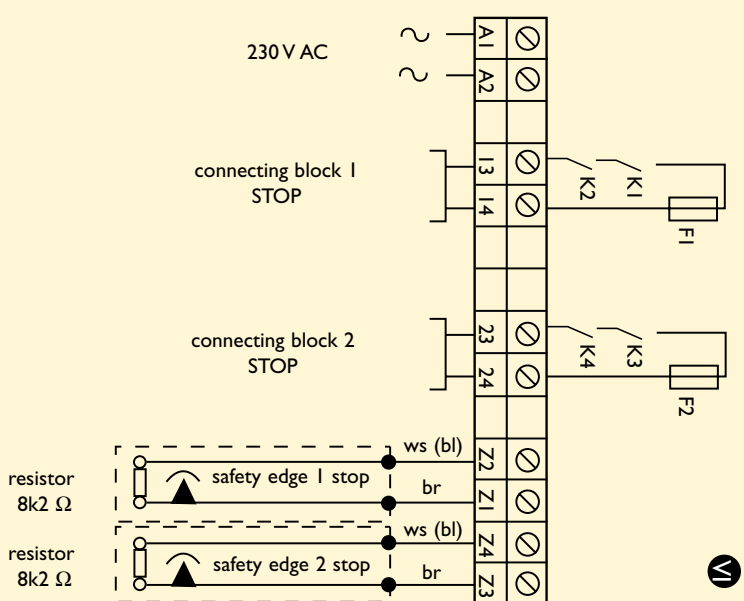 230 V AC
A1
A2
connecting block 1
STOP
13
14
K2
K1
F1
connecting block 2
STOP
23
24
K4
K3
F2
resistor
8k2 Ω
safety edge 1 stop
ws (bl)
br
Z2
Z1
resistor
8k2 Ω
safety edge 2 stop
ws (bl)
br
Z4
Z3